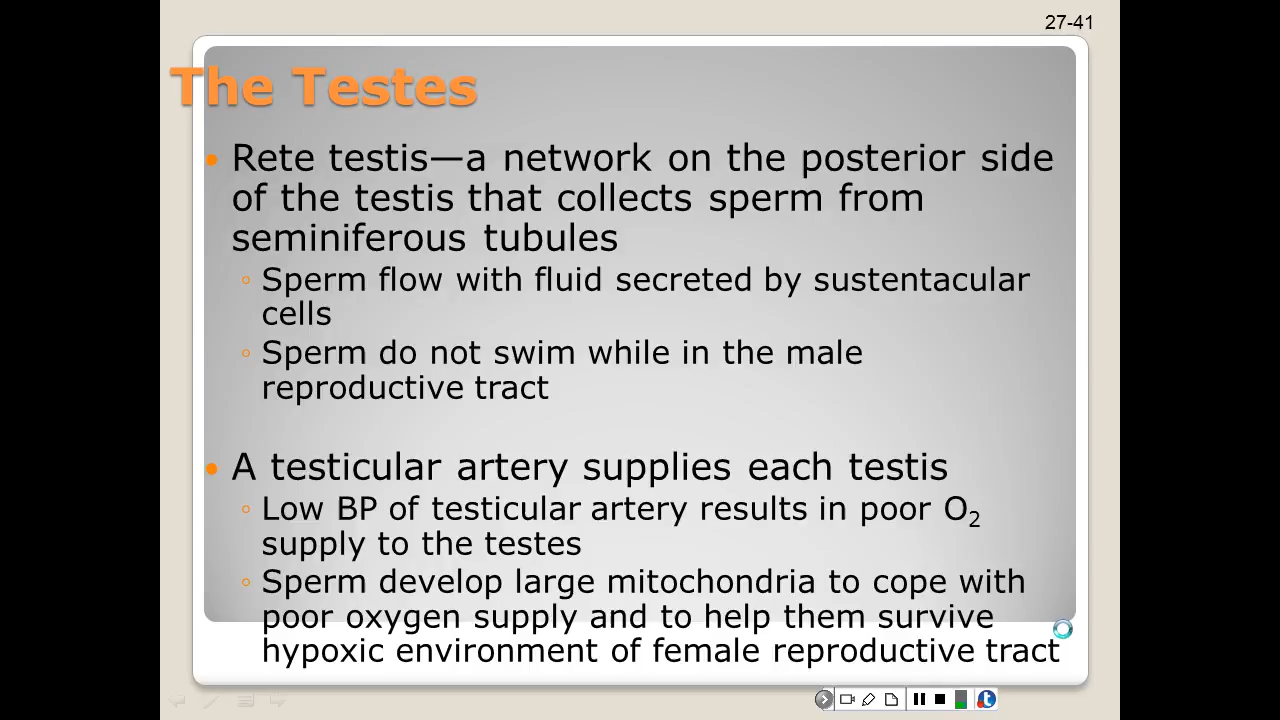 27-41
The Testes
Rete testis—a network on the posterior side
of the testis that collects sperm from
seminiferous tubules
Sperm flow with fluid secreted by sustentacular
cells
Sperm do not swim while in the male
reproductive tract
A testicular artery supplies each testis
Low BP of testicular artery results in poor O₂
supply to the testes
Sperm develop large mitochondria to cope with
poor oxygen supply and to help them survive
hypoxic environment of female reproductive tract
t